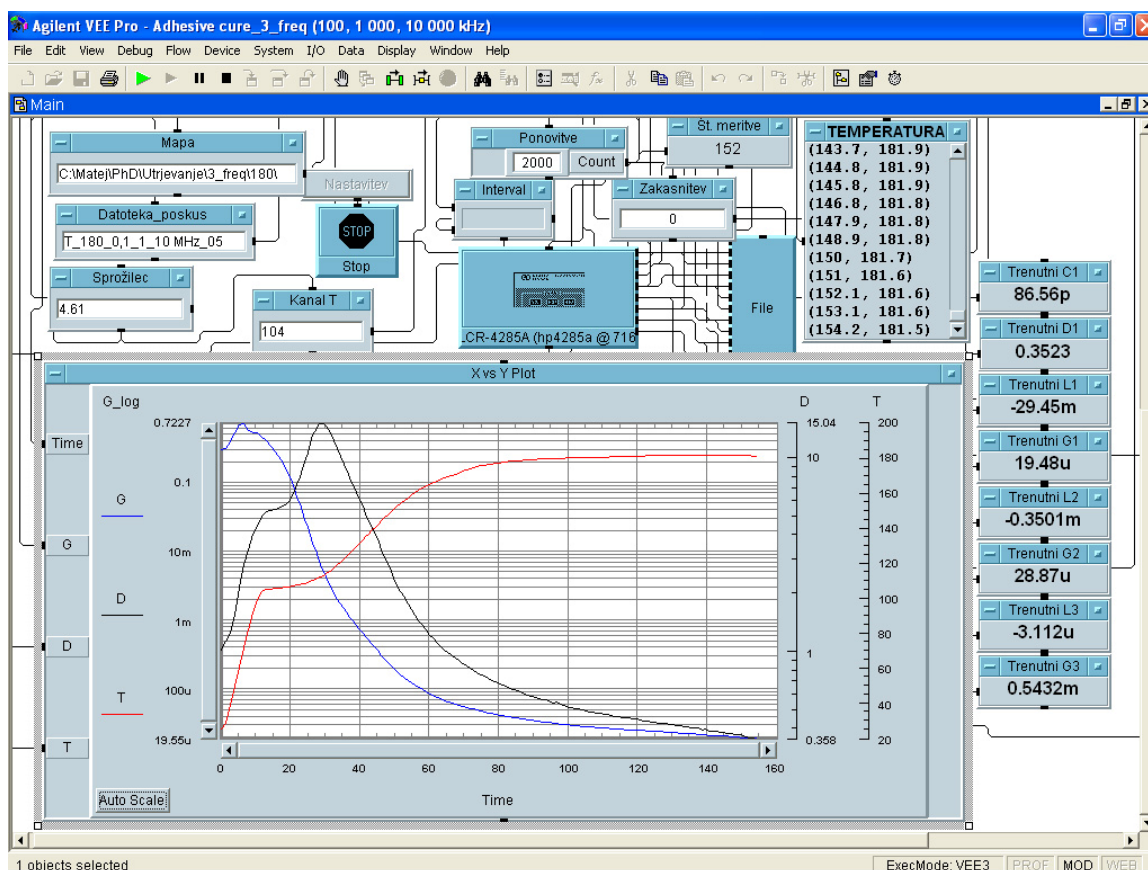 Agilent VEE Pro - Adhesive cure_3_freq (100, 1 000, 10 000 kHz)
File Edit View Debug Flow Device System I/O Data Display Window Help
Main
Mapa
C:\Matej\PhD\Utrjevanje\3_freq\180\
Datoteka_poskus
T_180_0,1_1_10 MHz_05
Sprožilec
4.61
Nastavitev
STOP
Stop
Kanal T
104
Ponovitve
2000 Count
Interval
Št. meritve
152
Zakasnitev
0
LCR-4285A (hp4285a @ 716
File
TEMPERATURA
(143.7, 181.9)
(144.8, 181.9)
(145.8, 181.9)
(146.8, 181.8)
(147.9, 181.8)
(148.9, 181.8)
(150, 181.7)
(151, 181.6)
(152.1, 181.6)
(153.1, 181.6)
(154.2, 181.5)
Trenutni C1
86.56p
Trenutni D1
0.3523
Trenutni L1
-29.45m
Trenutni G1
19.48u
Trenutni L2
-0.3501m
Trenutni G2
28.87u
Trenutni L3
-3.112u
Trenutni G3
0.5432m
X vs Y Plot
Time
G
D
T
G_log
0.7227
0.1
10m
1m
100u
19.55u
G
D
T
D
15.04
10
1
0.358
T
200
180
160
140
120
100
80
60
40
20
0 20 40 60 80 100 120 140 160
Time
Auto Scale
1 objects selected
ExecMode: VEE3 PROF MOD WEB